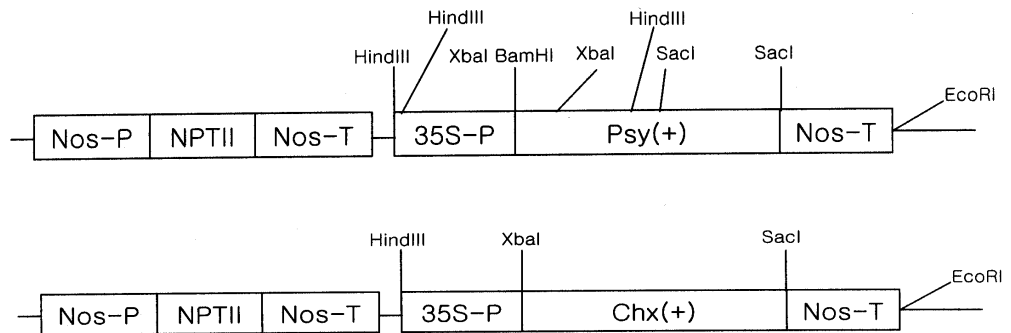 HindIII HindIII
HindIII XbaI BamHI XbaI SacI SacI
EcoRI
Nos-P NPTII Nos-T 35S-P Psy(+) Nos-T
HindIII XbaI SacI
EcoRI
Nos-P NPTII Nos-T 35S-P Chx(+) Nos-T